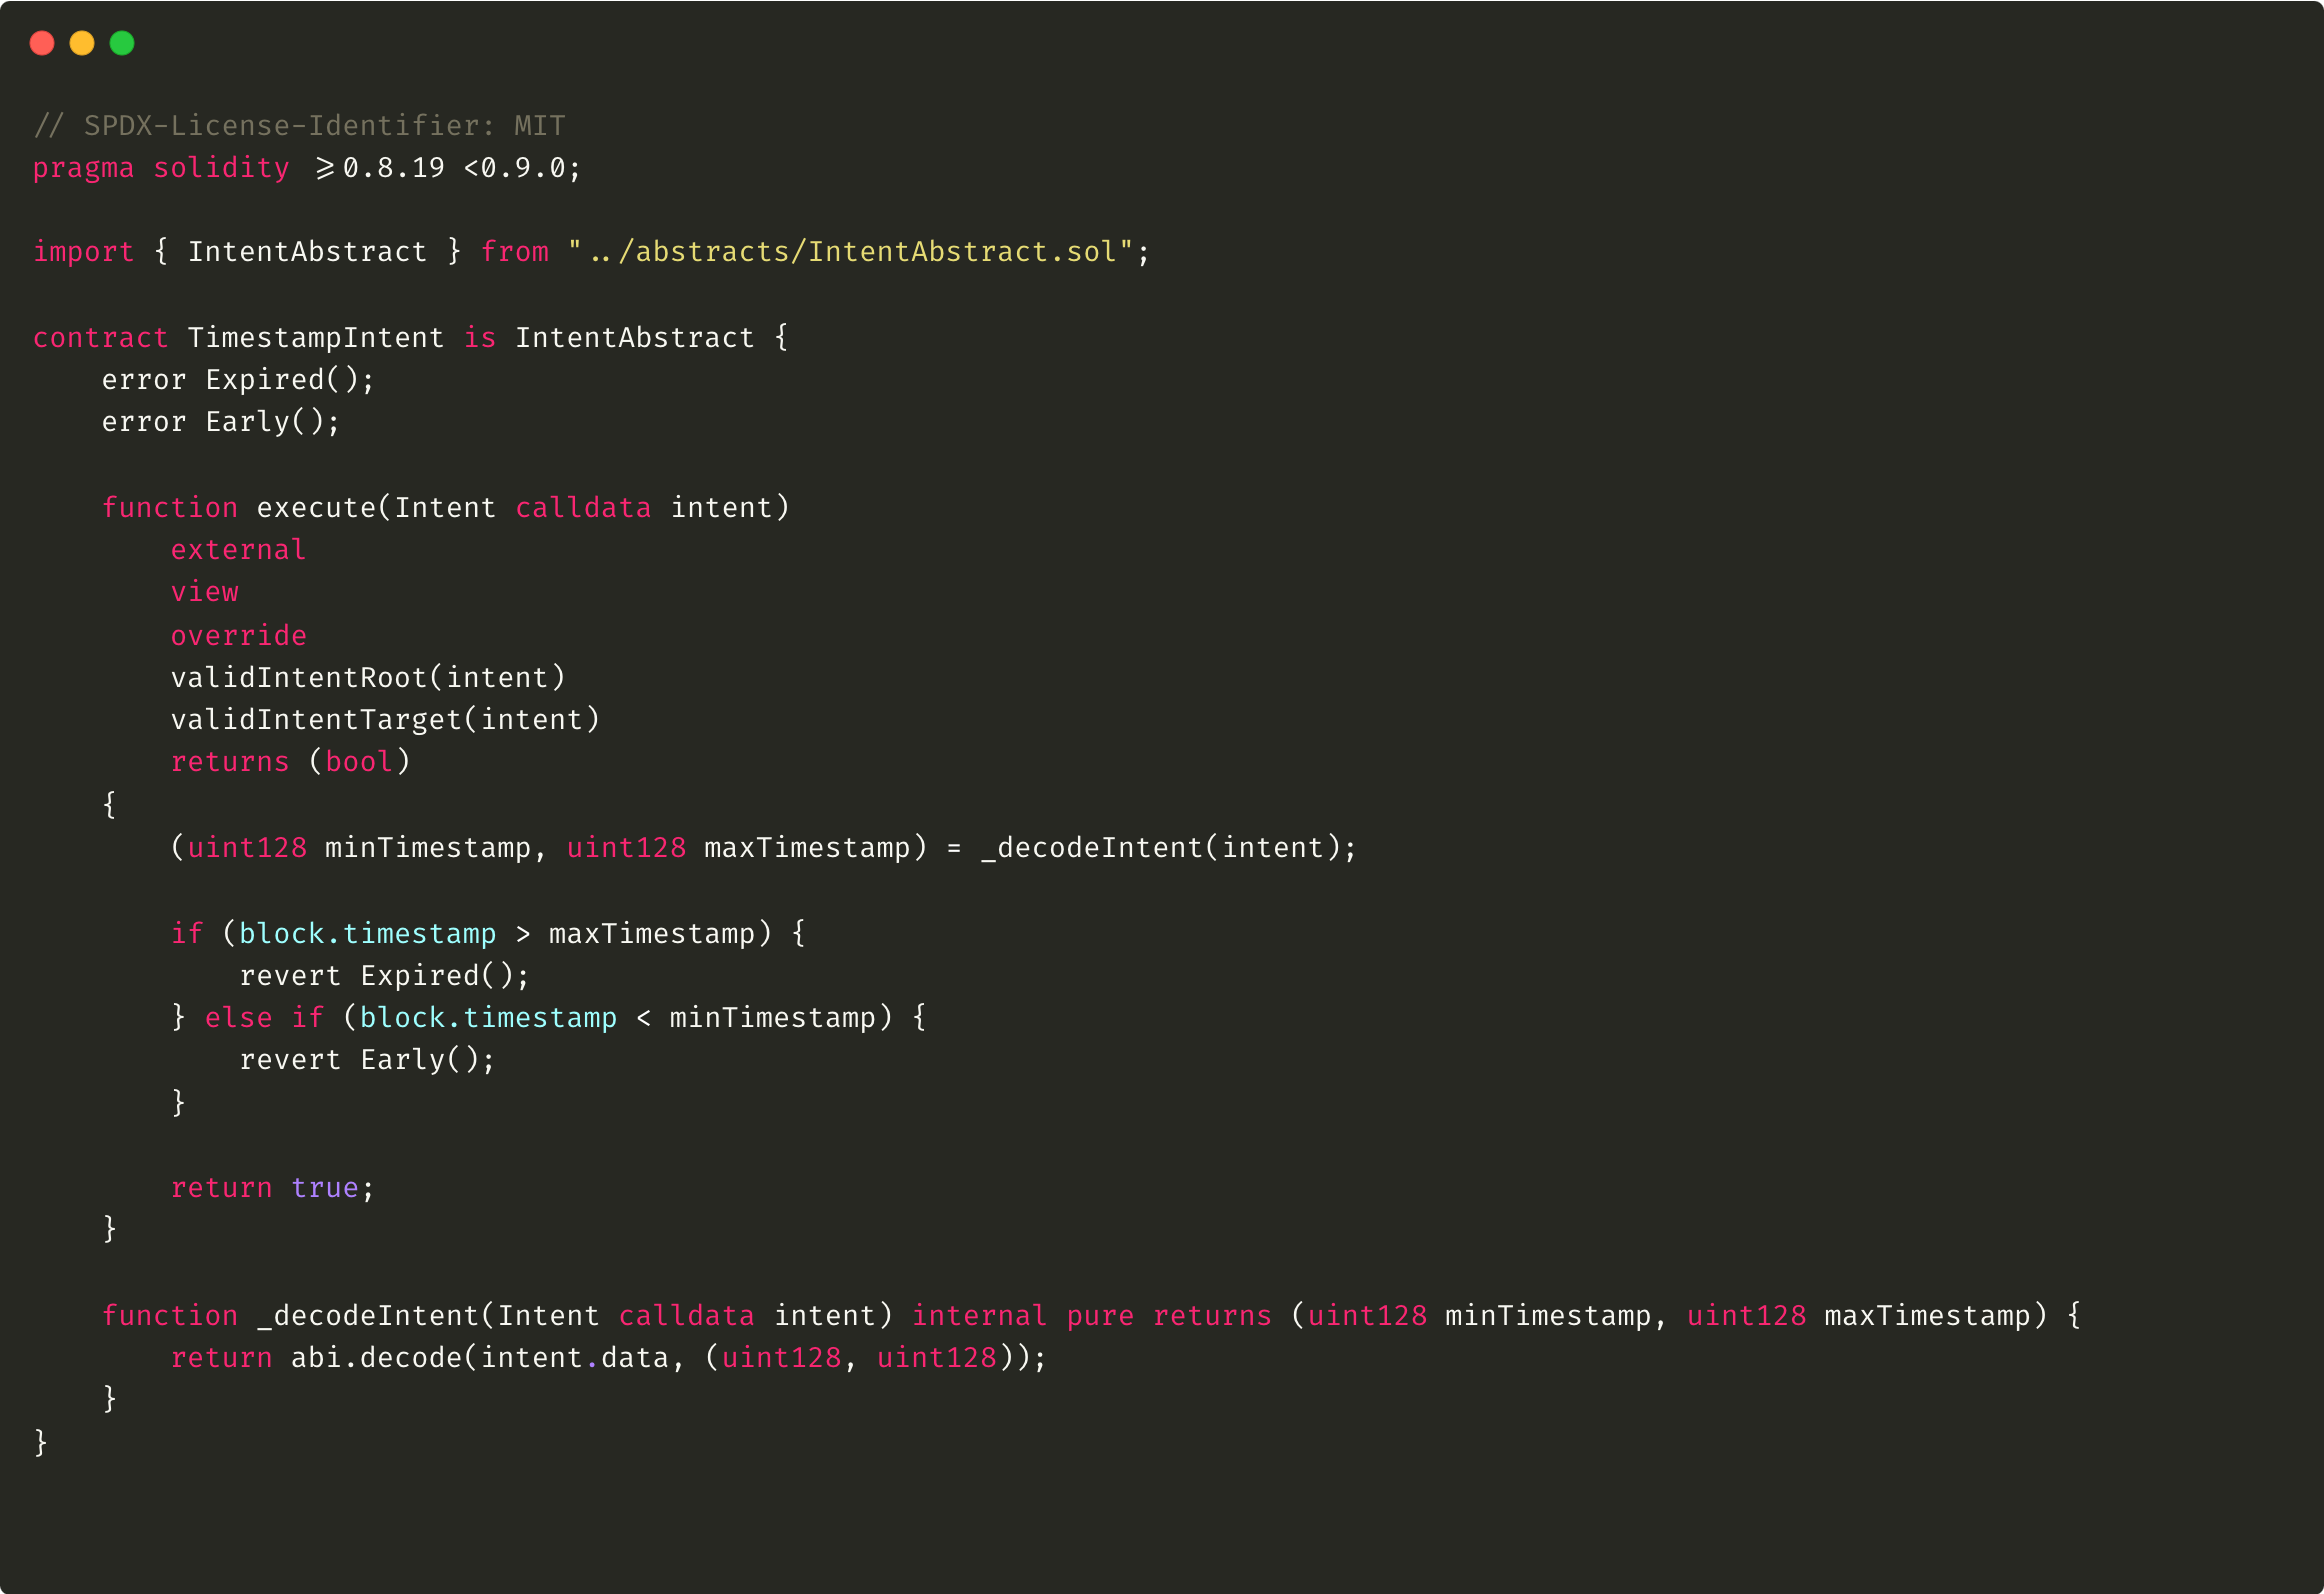 // SPDX-License-Identifier: MIT
pragma solidity >=0.8.19 <0.9.0;
import { IntentAbstract } from "../abstracts/IntentAbstract.sol";
contract TimestampIntent is IntentAbstract {
    error Expired();
    error Early();
    function execute(Intent calldata intent)
        external
        view
        override
        validIntentRoot(intent)
        validIntentTarget(intent)
        returns (bool)
    {
        (uint128 minTimestamp, uint128 maxTimestamp) = _decodeIntent(intent);
        if (block.timestamp > maxTimestamp) {
            revert Expired();
        } else if (block.timestamp < minTimestamp) {
            revert Early();
        }
        return true;
    }
    function _decodeIntent(Intent calldata intent) internal pure returns (uint128 minTimestamp, uint128 maxTimestamp) {
        return abi.decode(intent.data, (uint128, uint128));
    }
}